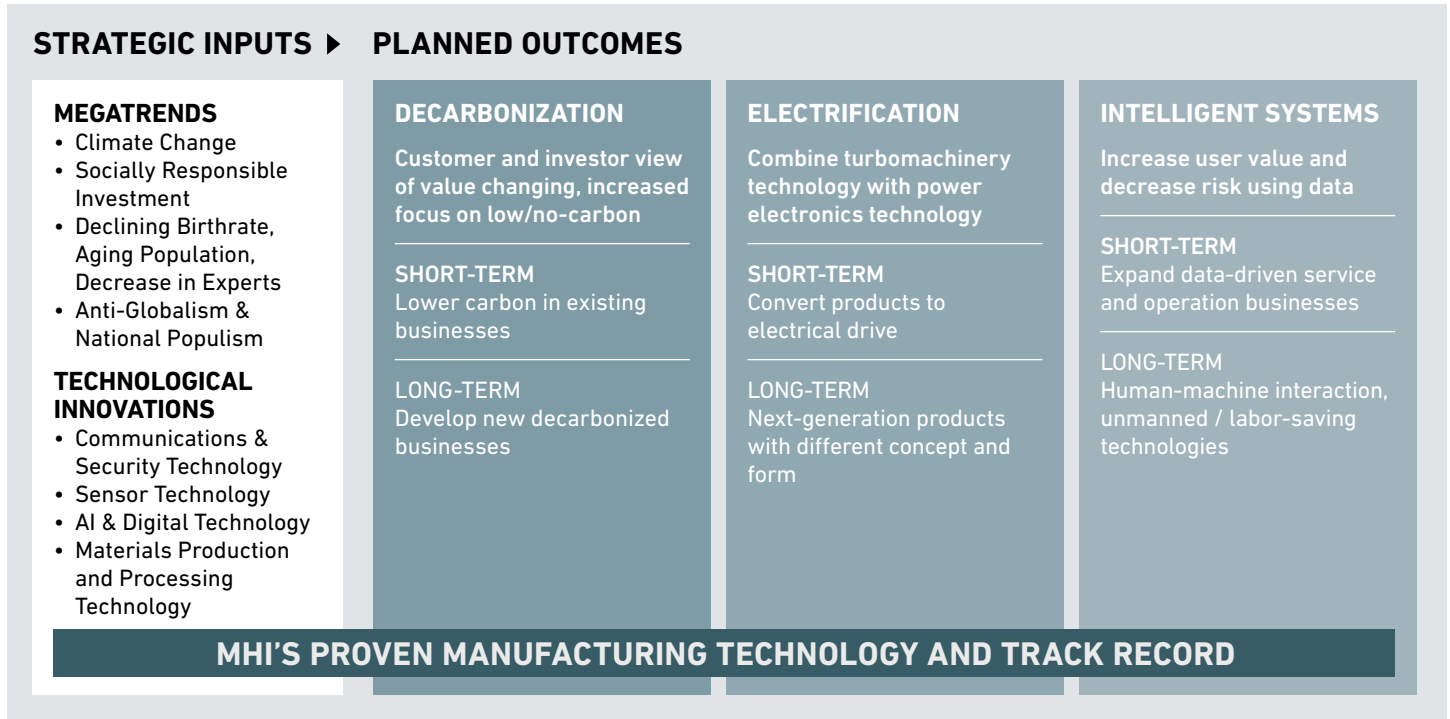 STRATEGIC INPUTS ▶ PLANNED OUTCOMES
MEGATRENDS
• Climate Change
• Socially Responsible
Investment
• Declining Birthrate,
Aging Population,
Decrease in Experts
• Anti-Globalism &
National Populism
TECHNOLOGICAL
INNOVATIONS
• Communications &
Security Technology
• Sensor Technology
• AI & Digital Technology
• Materials Production
and Processing
Technology
DECARBONIZATION
Customer and investor view
of value changing, increased
focus on low/no-carbon
SHORT-TERM
Lower carbon in existing
businesses
LONG-TERM
Develop new decarbonized
businesses
ELECTRIFICATION
Combine turbomachinery
technology with power
electronics technology
SHORT-TERM
Convert products to
electrical drive
LONG-TERM
Next-generation products
with different concept and
form
INTELLIGENT SYSTEMS
Increase user value and
decrease risk using data
SHORT-TERM
Expand data-driven service
and operation businesses
LONG-TERM
Human-machine interaction,
unmanned / labor-saving
technologies
MHI'S PROVEN MANUFACTURING TECHNOLOGY AND TRACK RECORD